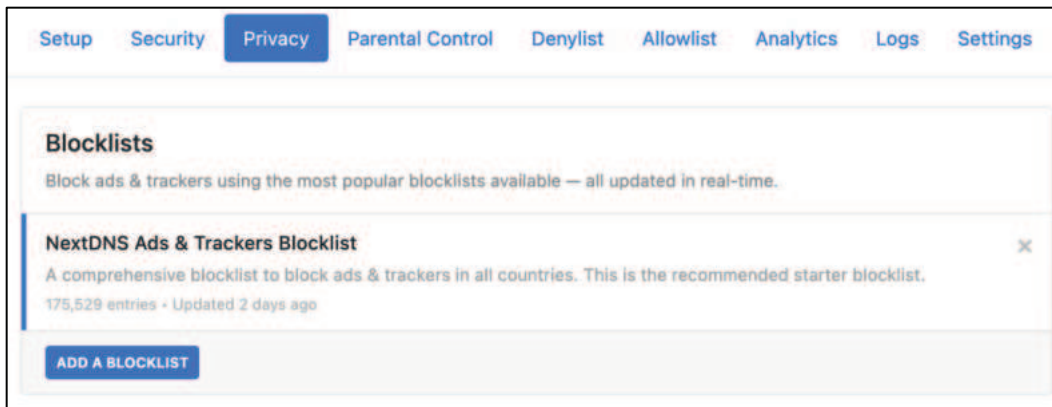 Setup Security Privacy Parental Control Denylist Allowlist Analytics Logs Settings
Blocklists
Block ads & trackers using the most popular blocklists available — all updated in real-time.
NextDNS Ads & Trackers Blocklist
A comprehensive blocklist to block ads & trackers in all countries. This is the recommended starter blocklist.
175,529 entries • Updated 2 days ago
ADD A BLOCKLIST